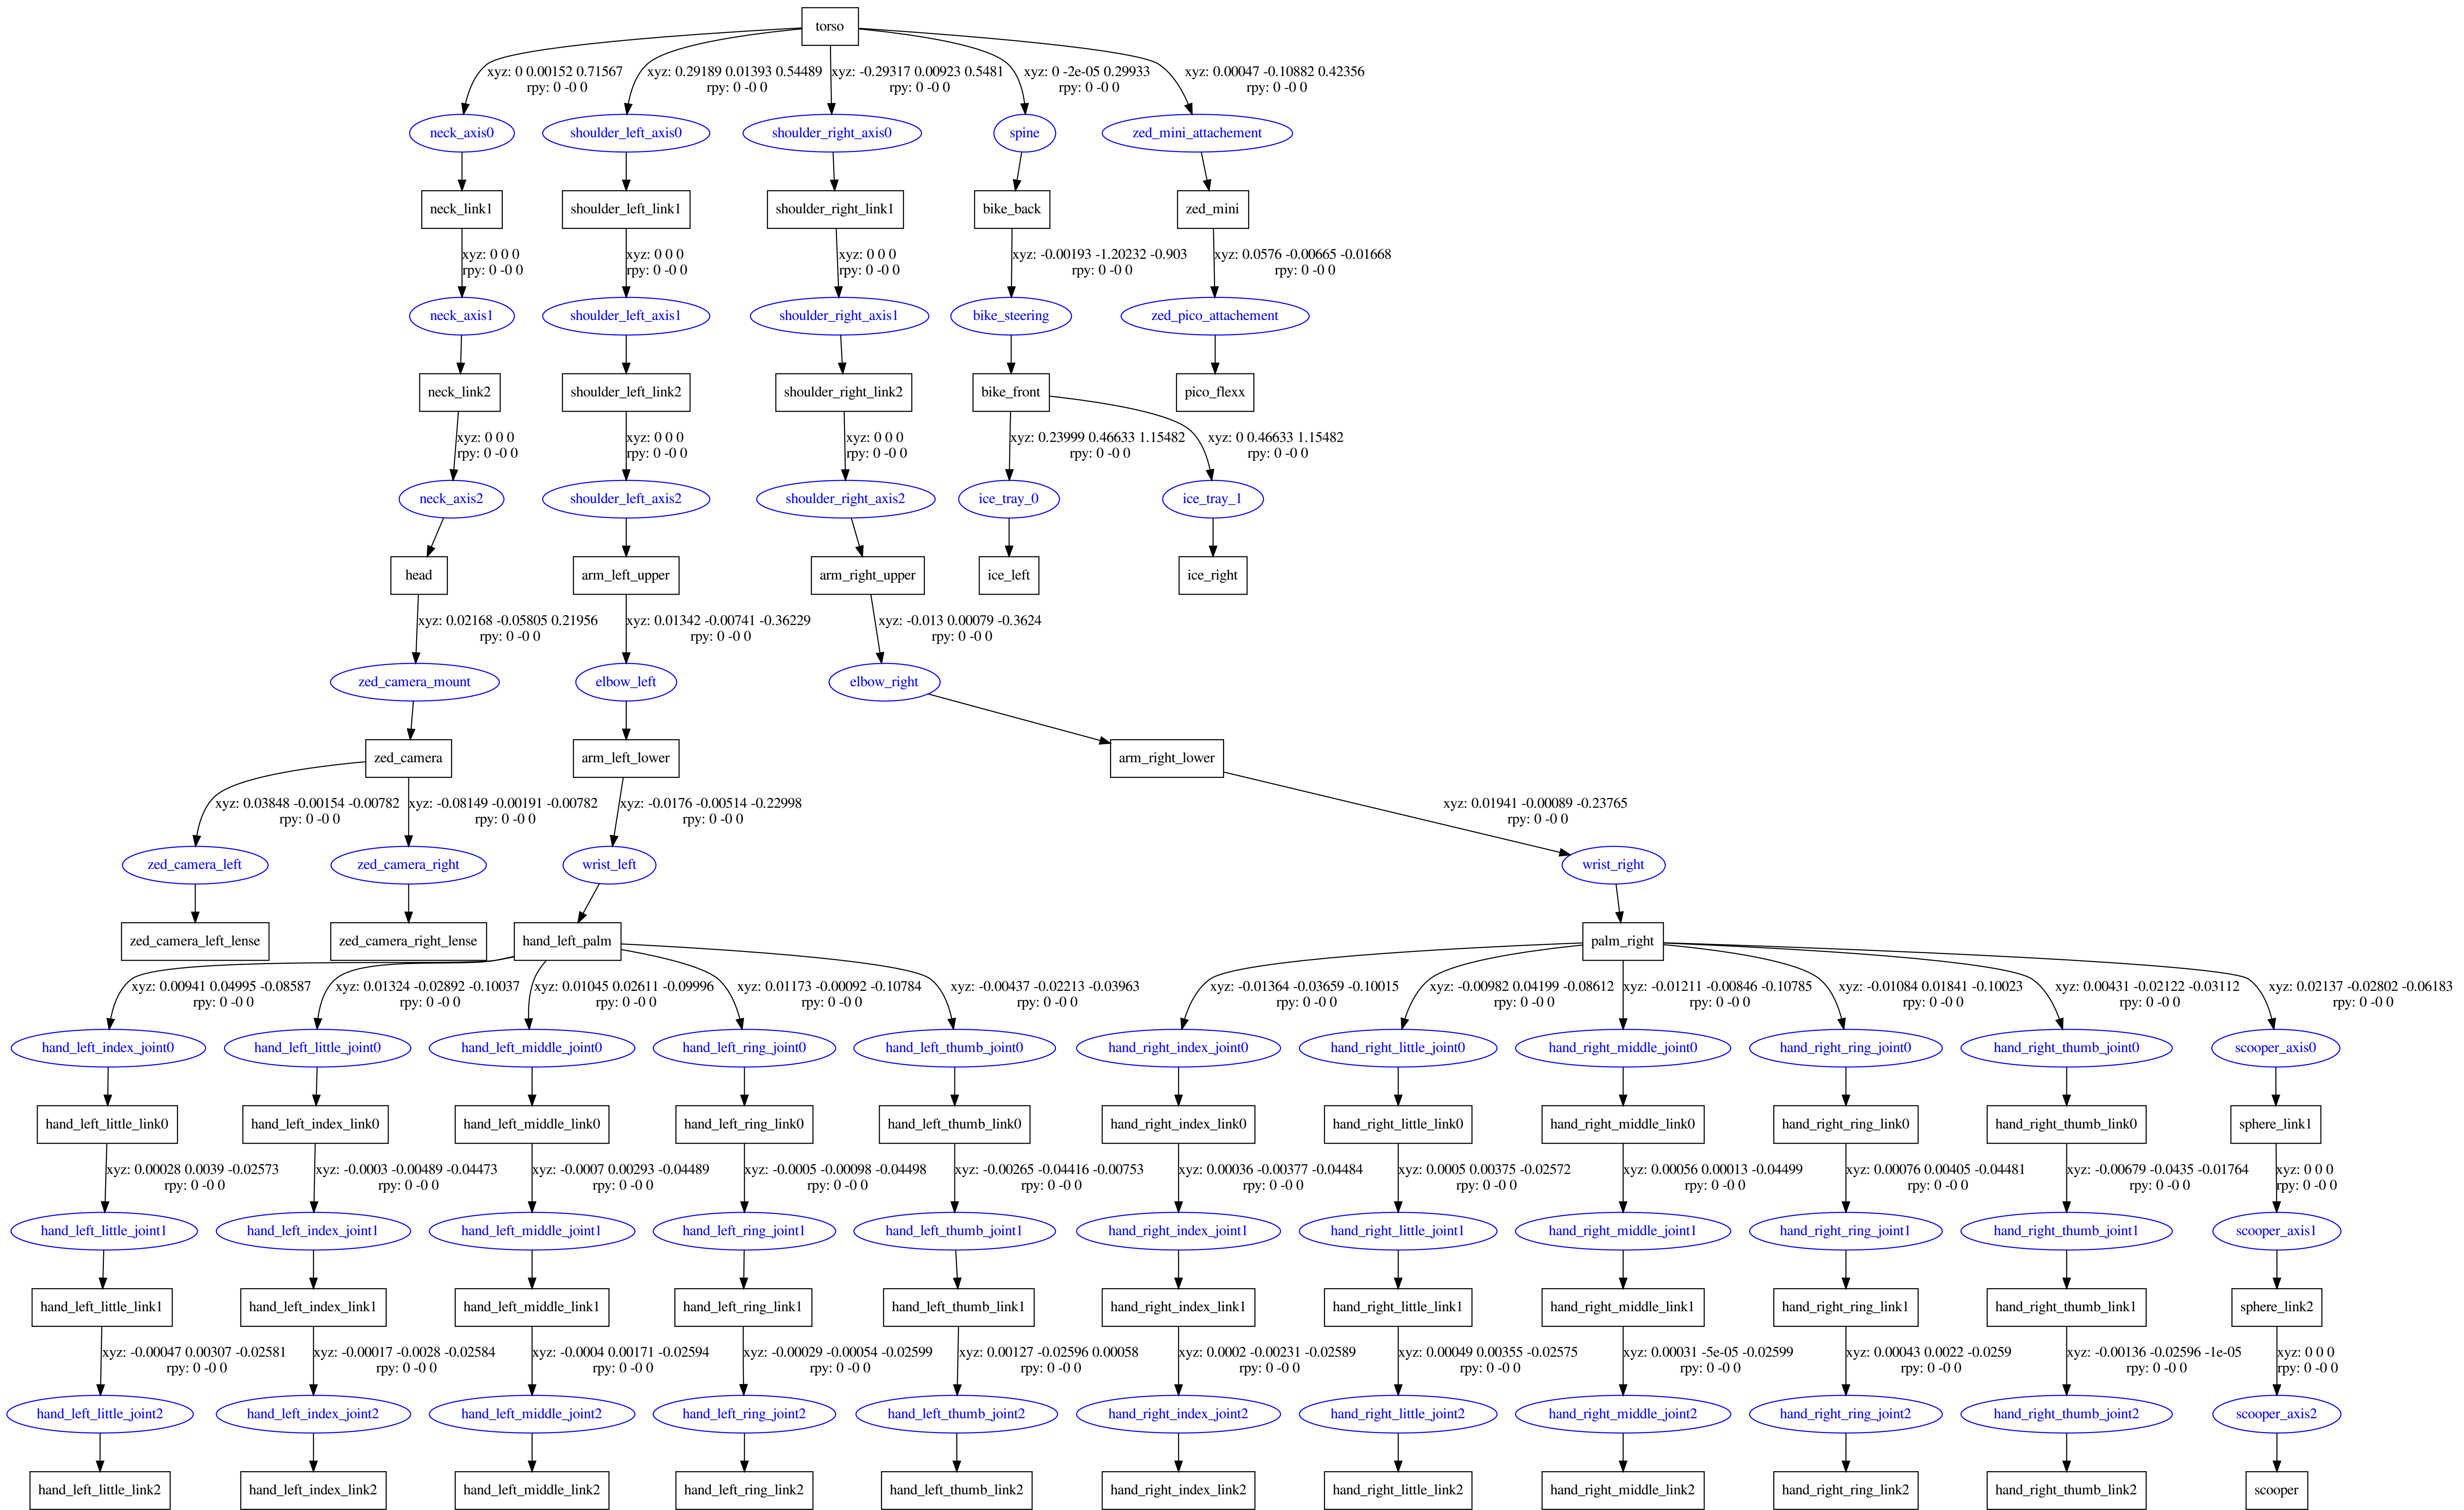 torso
xyz: 0 0.00152 0.71567
rpy: 0 -0 0
xyz: 0.29189 0.01393 0.54489
rpy: 0 -0 0
xyz: -0.29317 0.00923 0.5481
rpy: 0 -0 0
xyz: 0 -2e-05 0.29933
rpy: 0 -0 0
xyz: 0.00047 -0.10882 0.42356
rpy: 0 -0 0
neck_axis0
shoulder_left_axis0
shoulder_right_axis0
spine
zed_mini_attachement
neck_link1
shoulder_left_link1
shoulder_right_link1
bike_back
zed_mini
xyz: 0 0 0
rpy: 0 -0 0
xyz: 0 0 0
rpy: 0 -0 0
xyz: 0 0 0
rpy: 0 -0 0
xyz: -0.00193 -1.20232 -0.903
rpy: 0 -0 0
xyz: 0.0576 -0.00665 -0.01668
rpy: 0 -0 0
neck_axis1
shoulder_left_axis1
shoulder_right_axis1
bike_steering
zed_pico_attachement
neck_link2
shoulder_left_link2
shoulder_right_link2
bike_front
pico_flexx
xyz: 0 0 0
rpy: 0 -0 0
xyz: 0 0 0
rpy: 0 -0 0
xyz: 0 0 0
rpy: 0 -0 0
xyz: 0.23999 0.46633 1.15482
rpy: 0 -0 0
xyz: 0 0.46633 1.15482
rpy: 0 -0 0
neck_axis2
shoulder_left_axis2
shoulder_right_axis2
ice_tray_0
ice_tray_1
head
arm_left_upper
arm_right_upper
ice_left
ice_right
xyz: 0.02168 -0.05805 0.21956
rpy: 0 -0 0
xyz: 0.01342 -0.00741 -0.36229
rpy: 0 -0 0
xyz: -0.013 0.00079 -0.3624
rpy: 0 -0 0
zed_camera_mount
elbow_left
elbow_right
zed_camera
arm_left_lower
arm_right_lower
xyz: 0.03848 -0.00154 -0.00782
rpy: 0 -0 0
xyz: -0.08149 -0.00191 -0.00782
rpy: 0 -0 0
xyz: -0.0176 -0.00514 -0.22998
rpy: 0 -0 0
xyz: 0.01941 -0.00089 -0.23765
rpy: 0 -0 0
zed_camera_left
zed_camera_right
wrist_left
wrist_right
zed_camera_left_lense
zed_camera_right_lense
hand_left_palm
palm_right
xyz: 0.00941 0.04995 -0.08587
rpy: 0 -0 0
xyz: 0.01324 -0.02892 -0.10037
rpy: 0 -0 0
xyz: 0.01045 0.02611 -0.09996
rpy: 0 -0 0
xyz: 0.01173 -0.00092 -0.10784
rpy: 0 -0 0
xyz: -0.00437 -0.02213 -0.03963
rpy: 0 -0 0
xyz: -0.01364 -0.03659 -0.10015
rpy: 0 -0 0
xyz: -0.00982 0.04199 -0.08612
rpy: 0 -0 0
xyz: -0.01211 -0.00846 -0.10785
rpy: 0 -0 0
xyz: -0.01084 0.01841 -0.10023
rpy: 0 -0 0
xyz: 0.00431 -0.02122 -0.03112
rpy: 0 -0 0
xyz: 0.02137 -0.02802 -0.06183
rpy: 0 -0 0
hand_left_index_joint0
hand_left_little_joint0
hand_left_middle_joint0
hand_left_ring_joint0
hand_left_thumb_joint0
hand_right_index_joint0
hand_right_little_joint0
hand_right_middle_joint0
hand_right_ring_joint0
hand_right_thumb_joint0
scooper_axis0
hand_left_little_link0
hand_left_index_link0
hand_left_middle_link0
hand_left_ring_link0
hand_left_thumb_link0
hand_right_index_link0
hand_right_little_link0
hand_right_middle_link0
hand_right_ring_link0
hand_right_thumb_link0
sphere_link1
xyz: 0.00028 0.0039 -0.02573
rpy: 0 -0 0
xyz: -0.0003 -0.00489 -0.04473
rpy: 0 -0 0
xyz: -0.0007 0.00293 -0.04489
rpy: 0 -0 0
xyz: -0.0005 -0.00098 -0.04498
rpy: 0 -0 0
xyz: -0.00265 -0.04416 -0.00753
rpy: 0 -0 0
xyz: 0.00036 -0.00377 -0.04484
rpy: 0 -0 0
xyz: 0.0005 0.00375 -0.02572
rpy: 0 -0 0
xyz: 0.00056 0.00013 -0.04499
rpy: 0 -0 0
xyz: 0.00076 0.00405 -0.04481
rpy: 0 -0 0
xyz: -0.00679 -0.0435 -0.01764
rpy: 0 -0 0
xyz: 0 0 0
rpy: 0 -0 0
hand_left_little_joint1
hand_left_index_joint1
hand_left_middle_joint1
hand_left_ring_joint1
hand_left_thumb_joint1
hand_right_index_joint1
hand_right_little_joint1
hand_right_middle_joint1
hand_right_ring_joint1
hand_right_thumb_joint1
scooper_axis1
hand_left_little_link1
hand_left_index_link1
hand_left_middle_link1
hand_left_ring_link1
hand_left_thumb_link1
hand_right_index_link1
hand_right_little_link1
hand_right_middle_link1
hand_right_ring_link1
hand_right_thumb_link1
sphere_link2
xyz: -0.00047 0.00307 -0.02581
rpy: 0 -0 0
xyz: -0.00017 -0.0028 -0.02584
rpy: 0 -0 0
xyz: -0.0004 0.00171 -0.02594
rpy: 0 -0 0
xyz: -0.00029 -0.00054 -0.02599
rpy: 0 -0 0
xyz: 0.00127 -0.02596 0.00058
rpy: 0 -0 0
xyz: 0.0002 -0.00231 -0.02589
rpy: 0 -0 0
xyz: 0.00049 0.00355 -0.02575
rpy: 0 -0 0
xyz: 0.00031 -5e-05 -0.02599
rpy: 0 -0 0
xyz: 0.00043 0.0022 -0.0259
rpy: 0 -0 0
xyz: -0.00136 -0.02596 -1e-05
rpy: 0 -0 0
xyz: 0 0 0
rpy: 0 -0 0
hand_left_little_joint2
hand_left_index_joint2
hand_left_middle_joint2
hand_left_ring_joint2
hand_left_thumb_joint2
hand_right_index_joint2
hand_right_little_joint2
hand_right_middle_joint2
hand_right_ring_joint2
hand_right_thumb_joint2
scooper_axis2
hand_left_little_link2
hand_left_index_link2
hand_left_middle_link2
hand_left_ring_link2
hand_left_thumb_link2
hand_right_index_link2
hand_right_little_link2
hand_right_middle_link2
hand_right_ring_link2
hand_right_thumb_link2
scooper